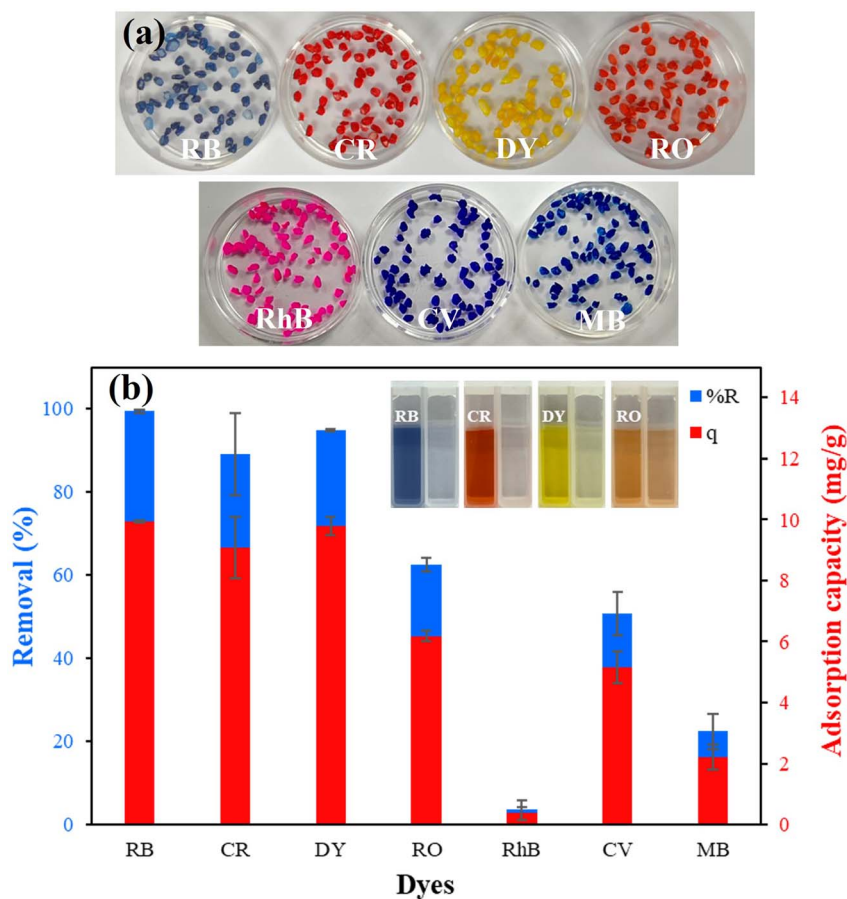 (a)
RB CR DY RO
RhB CV MB
(b)
Removal (%)
100
80
60
40
20
0
RB CR DY RO
%R
q
14
12
10
8
6
4
2
0
Adsorption capacity (mg/g)
RB CR DY RO RhB CV MB
Dyes